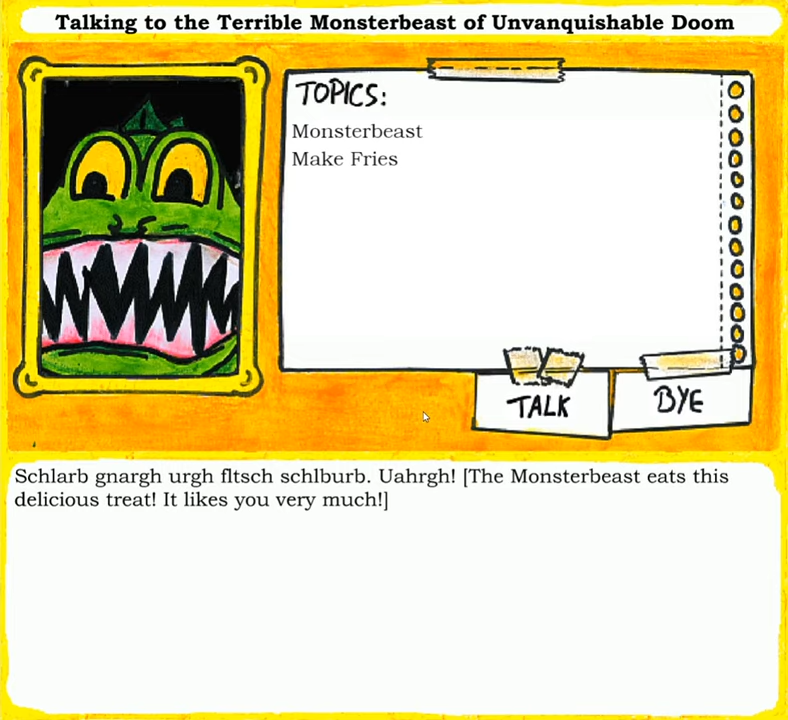 Talking to the Terrible Monsterbeast of Unvanquishable Doom
TOPICS:
Monsterbeast
Make Fries
TALK
BYE
Schlarb gnargh urgh fltsch schlburb. Uahrgh! [The Monsterbeast eats this
delicious treat! It likes you very much!]